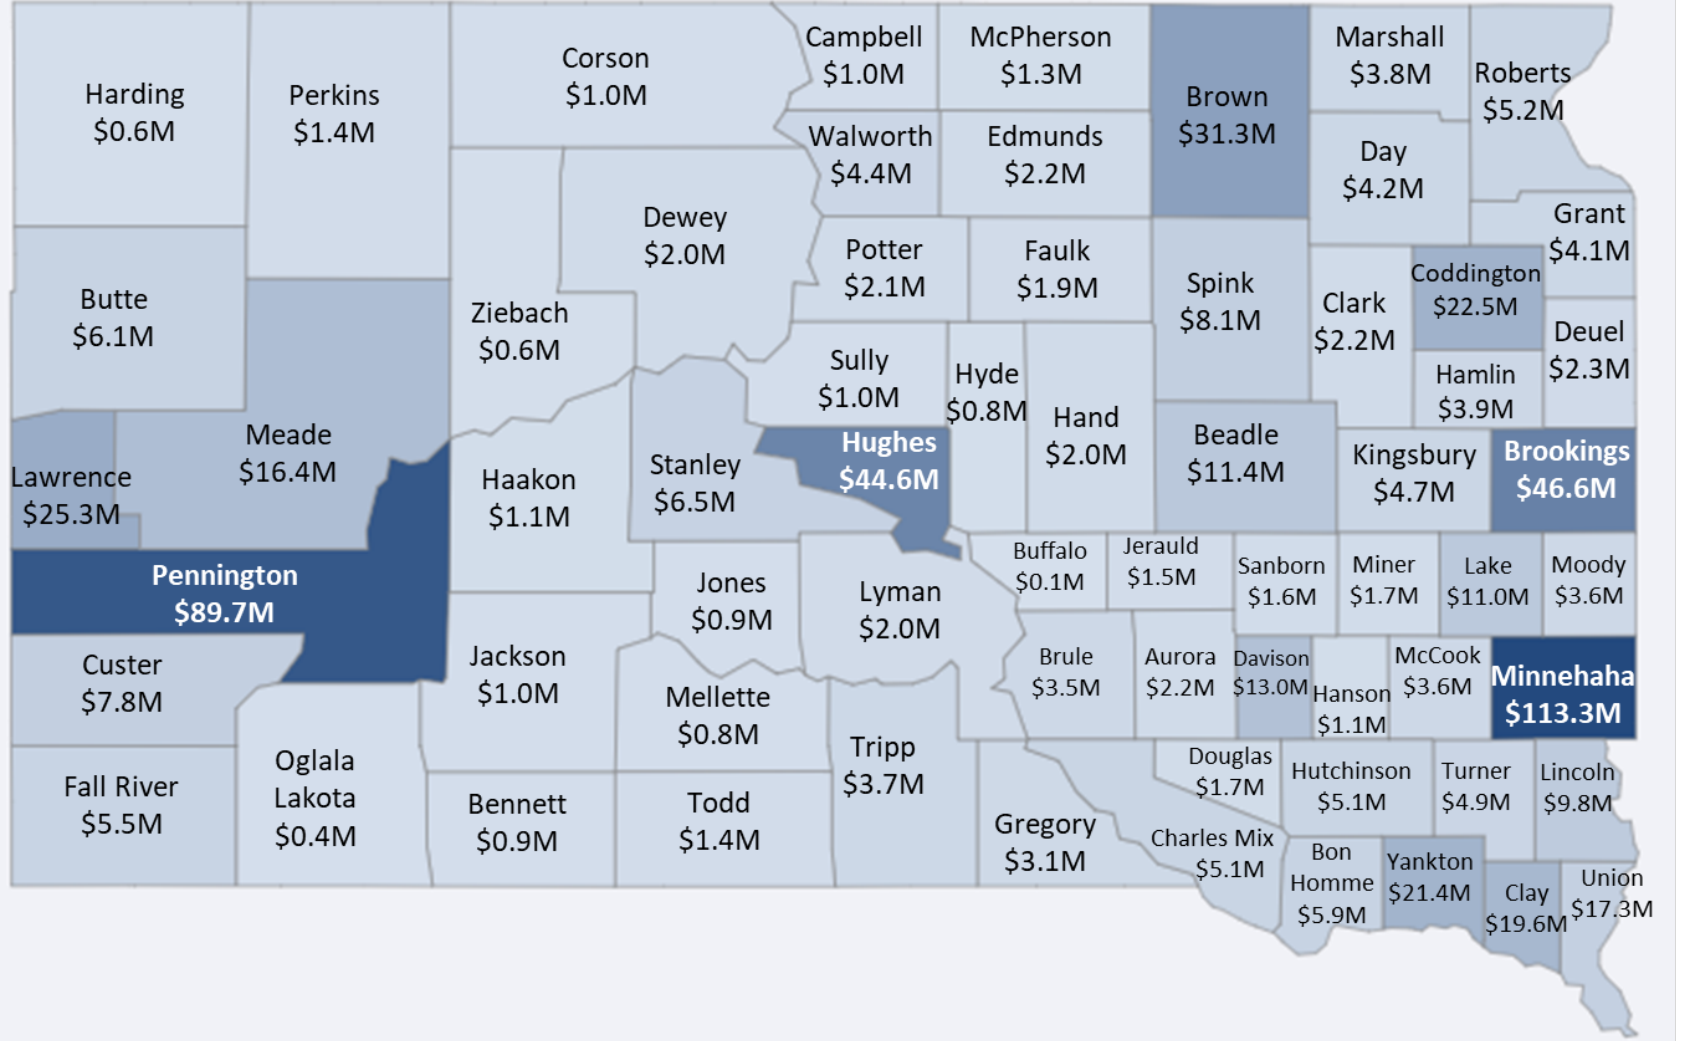 Harding
$0.6M
Perkins
$1.4M
Corson
$1.0M
Campbell
$1.0M
McPherson
$1.3M
Brown
$31.3M
Marshall
$3.8M
Roberts
$5.2M
Walworth
$4.4M
Edmunds
$2.2M
Day
$4.2M
Dewey
$2.0M
Grant
$4.1M
Butte
$6.1M
Ziebach
$0.6M
Potter
$2.1M
Faulk
$1.9M
Spink
$8.1M
Clark
$2.2M
Coddington
$22.5M
Deuel
$2.3M
Hamlin
$3.9M
Sully
$1.0M
Hyde
$0.8M
Hand
$2.0M
Meade
$16.4M
Lawrence
$25.3M
Haakon
$1.1M
Stanley
$6.5M
Hughes
$44.6M
Beadle
$11.4M
Kingsbury
$4.7M
Brookings
$46.6M
Pennington
$89.7M
Jones
$0.9M
Lyman
$2.0M
Buffalo
$0.1M
Jerauld
$1.5M
Sanborn
$1.6M
Miner
$1.7M
Lake
$11.0M
Moody
$3.6M
Custer
$7.8M
Jackson
$1.0M
Mellette
$0.8M
Brule
$3.5M
Aurora
$2.2M
Davison
$13.0M
Hanson
$1.1M
McCook
$3.6M
Minnehaha
$113.3M
Fall River
$5.5M
Oglala
Lakota
$0.4M
Bennett
$0.9M
Todd
$1.4M
Tripp
$3.7M
Gregory
$3.1M
Douglas
$1.7M
Hutchinson
$5.1M
Turner
$4.9M
Lincoln
$9.8M
Charles Mix
$5.1M
Bon
Homme
$5.9M
Yankton
$21.4M
Clay
$19.6M
Union
$17.3M